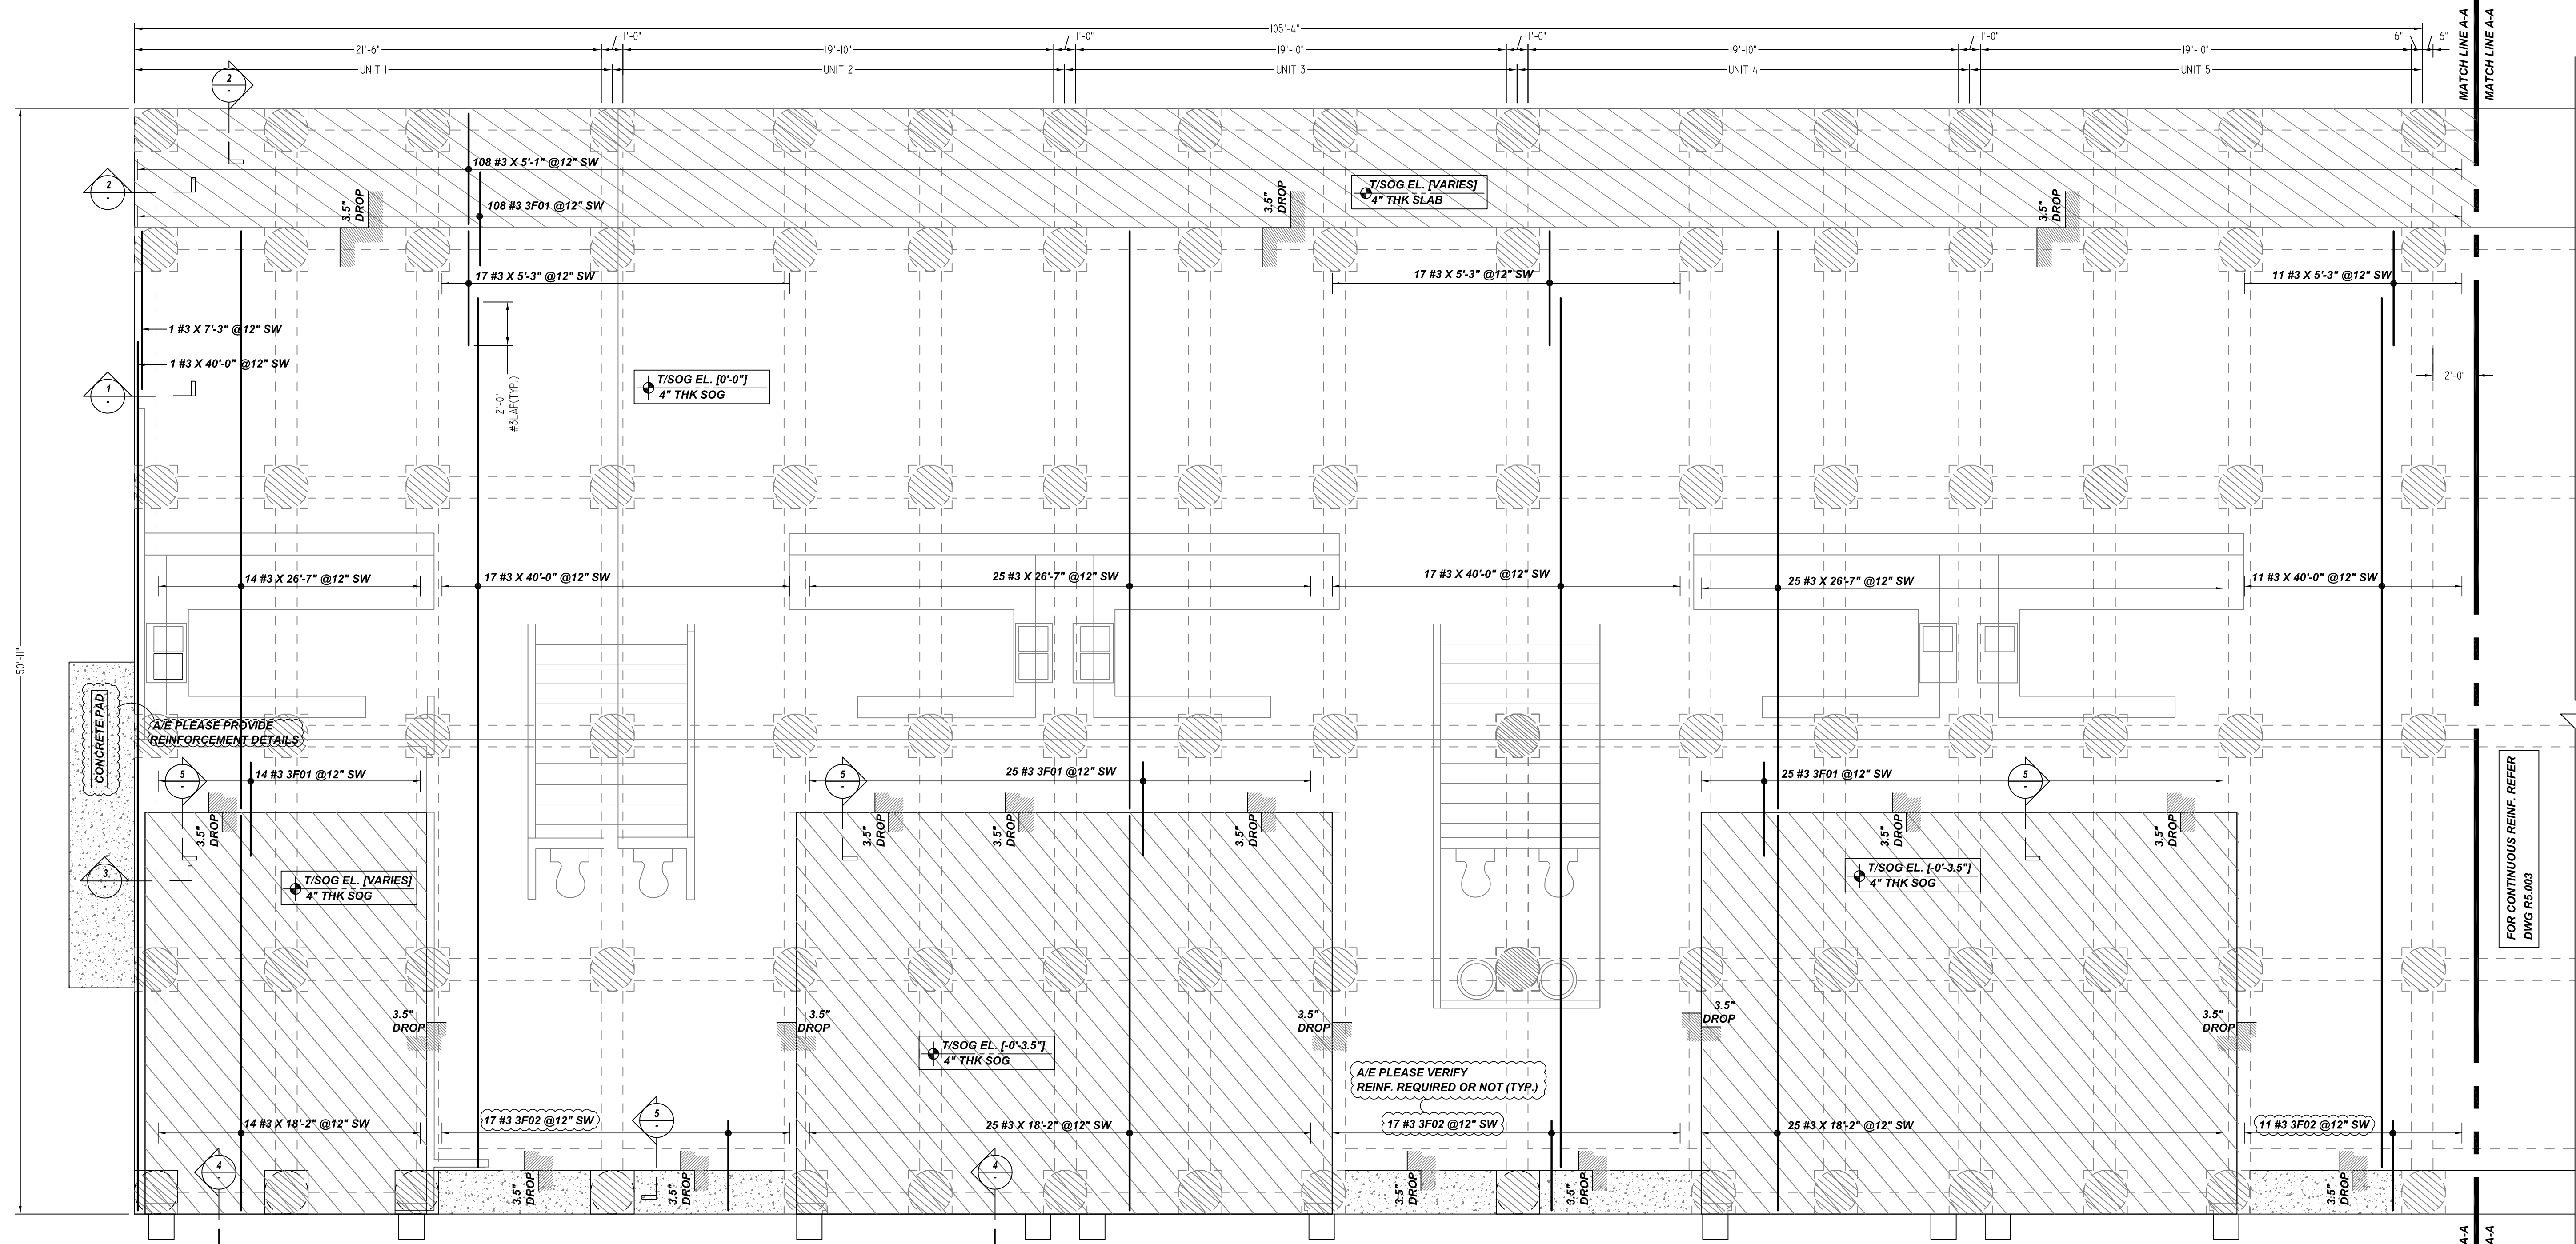 105'-4"
21'-6"
1'-0"
19'-10"
1'-0"
19'-10"
1'-0"
19'-10"
1'-0"
19'-10"
6"
6"
UNIT 1
UNIT 2
UNIT 3
UNIT 4
UNIT 5
MATCH LINE A-A
MATCH LINE A-A
2
-
108 #3 X 5'-1" @12" SW
2
-
3.5"
DROP
108 #3 3F01 @12" SW
3.5"
DROP
T/SOG EL. [VARIES]
4" THK SLAB
3.5"
DROP
17 #3 X 5'-3" @12" SW
17 #3 X 5'-3" @12" SW
11 #3 X 5'-3" @12" SW
1 #3 X 7'-3" @12" SW
1 #3 X 40'-0" @12" SW
1
-
2'-0"
#3LAP(TYP.)
T/SOG EL. [0'-0"]
4" THK SOG
2'-0"
14 #3 X 26'-7" @12" SW
17 #3 X 40'-0" @12" SW
25 #3 X 26'-7" @12" SW
17 #3 X 40'-0" @12" SW
25 #3 X 26'-7" @12" SW
11 #3 X 40'-0" @12" SW
50'-11"
CONCRETE PAD
A/E PLEASE PROVIDE
REINFORCEMENT DETAILS
5
-
14 #3 3F01 @12" SW
5
-
25 #3 3F01 @12" SW
25 #3 3F01 @12" SW
5
-
3.5"
DROP
3.5"
DROP
3.5"
DROP
3.5"
DROP
3.5"
DROP
3.5"
DROP
3
-
T/SOG EL. [VARIES]
4" THK SOG
T/SOG EL. [-0'-3.5"]
4" THK SOG
FOR CONTINUOUS REINF. REFER
DWG R5.003
3.5"
DROP
3.5"
DROP
3.5"
DROP
3.5"
DROP
3.5"
DROP
T/SOG EL. [-0'-3.5"]
4" THK SOG
A/E PLEASE VERIFY
REINF. REQUIRED OR NOT (TYP.)
14 #3 X 18'-2" @12" SW
17 #3 3F02 @12" SW
5
-
25 #3 X 18'-2" @12" SW
17 #3 3F02 @12" SW
25 #3 X 18'-2" @12" SW
11 #3 3F02 @12" SW
4
-
3.5"
DROP
3.5"
DROP
4
-
3.5"
DROP
3.5"
DROP
3.5"
DROP
A-A
A-A